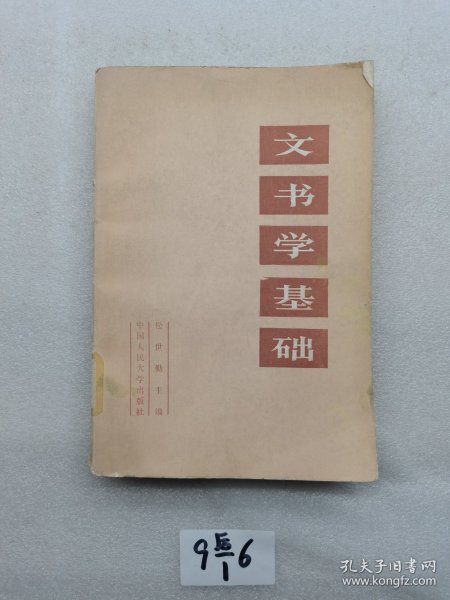 文书学基础
松世勤主编
中国人民大学出版社
9后/1 6
孔夫子旧书网
www.kongfz.com